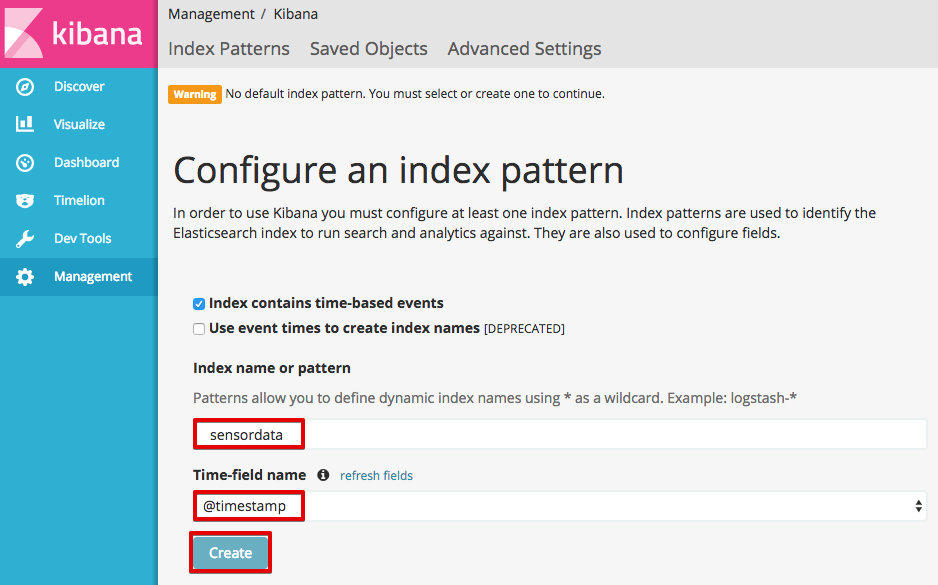 kibana
Discover
Visualize
Dashboard
Timelion
Dev Tools
Management
Management / Kibana
Index Patterns Saved Objects Advanced Settings
Warning No default index pattern. You must select or create one to continue.
Configure an index pattern
In order to use Kibana you must configure at least one index pattern. Index patterns are used to identify the
Elasticsearch index to run search and analytics against. They are also used to configure fields.
Index contains time-based events
Use event times to create index names [DEPRECATED]
Index name or pattern
Patterns allow you to define dynamic index names using * as a wildcard. Example: logstash-*
sensordata
Time-field name refresh fields
@timestamp
Create